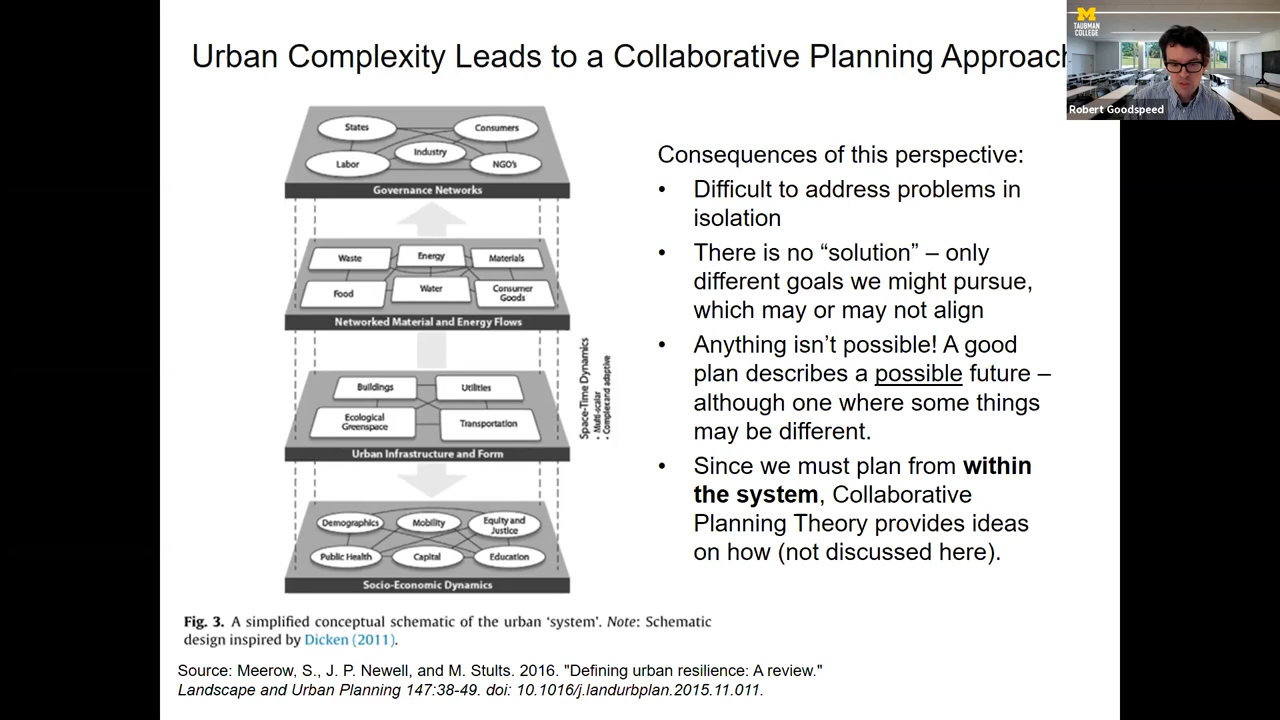 Urban Complexity Leads to a Collaborative Planning Approach
M
TAUBMAN
COLLEGE
Robert Goodspeed
States
Consumers
Industry
Labor
NGO's
Governance Networks
Waste
Energy
Materials
Food
Water
Consumer
Goods
Networked Material and Energy Flows
Buildings
Utilities
Ecological
Greenspace
Transportation
Urban Infrastructure and Form
Demographics
Mobility
Equity and
Justice
Public Health
Capital
Education
Socio-Economic Dynamics
Space-Time Dynamics
• Multi-scalar
• Complex and adaptive
Fig. 3. A simplified conceptual schematic of the urban 'system'. Note: Schematic
design inspired by Dicken (2011).
Source: Meerow, S., J. P. Newell, and M. Stults. 2016. "Defining urban resilience: A review."
Landscape and Urban Planning 147:38-49. doi: 10.1016/j.landurbplan.2015.11.011.
Consequences of this perspective:
• Difficult to address problems in
isolation
• There is no “solution” – only
different goals we might pursue,
which may or may not align
• Anything isn’t possible! A good
plan describes a possible future –
although one where some things
may be different.
• Since we must plan from within
the system, Collaborative
Planning Theory provides ideas
on how (not discussed here).